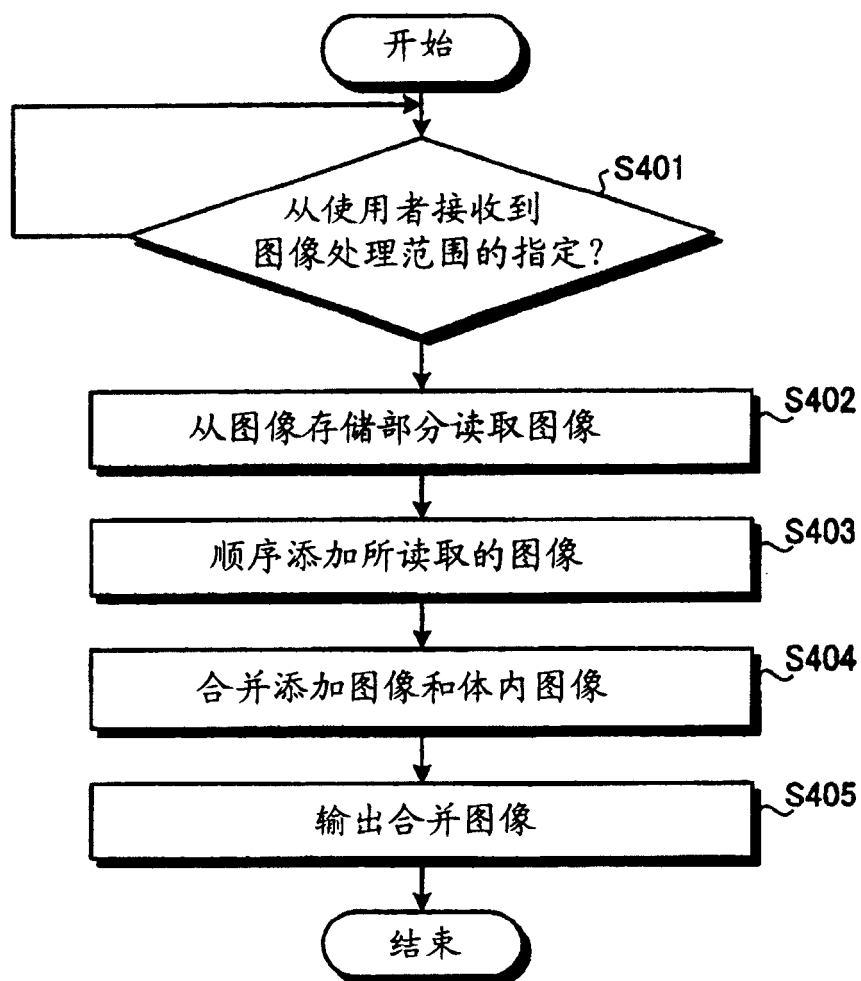 开始
S401
从使用者接收到
图像处理范围的指定?
S402
从图像存储部分读取图像
S403
顺序添加所读取的图像
S404
合并添加图像和体内图像
S405
输出合并图像
结束